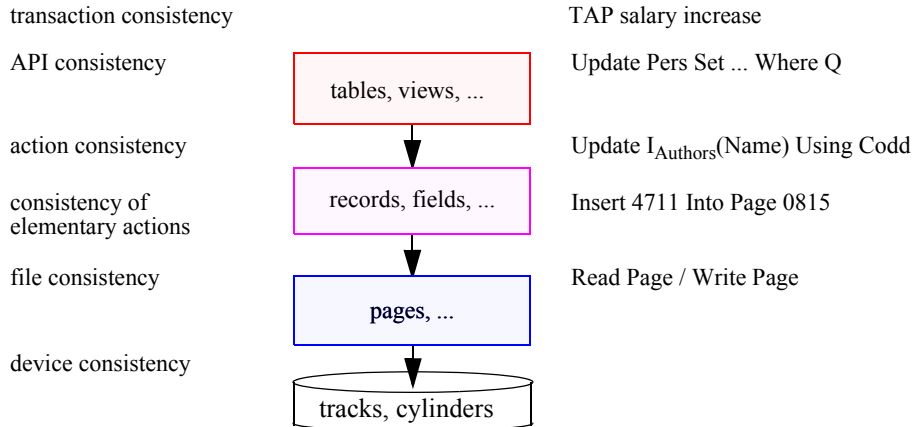 transaction consistency
TAP salary increase
API consistency
tables, views, ...
Update Pers Set ... Where Q
action consistency
Update I_Authors(Name) Using Codd
consistency of
elementary actions
records, fields, ...
Insert 4711 Into Page 0815
file consistency
Read Page / Write Page
pages, ...
device consistency
tracks, cylinders